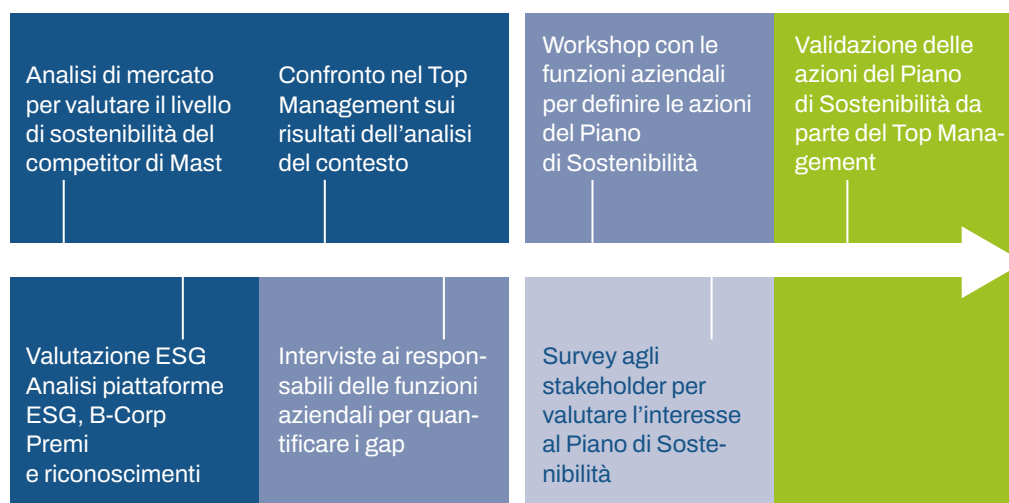 Analisi di mercato
per valutare il livello
di sostenibilità del
competitor di Mast
Confronto nel Top
Management sui
risultati dell'analisi
del contesto
Workshop con le
funzioni aziendali
per definire le azioni
del Piano
di Sostenibilità
Validazione delle
azioni del Piano
di Sostenibilità da
parte del Top Mana-
gement
Valutazione ESG
Analisi piattaforme
ESG, B-Corp
Premi
e riconoscimenti
Interviste ai respon-
sabili delle funzioni
aziendali per quan-
tificare i gap
Survey agli
stakeholder per
valutare l'interesse
al Piano di Soste-
nibilità